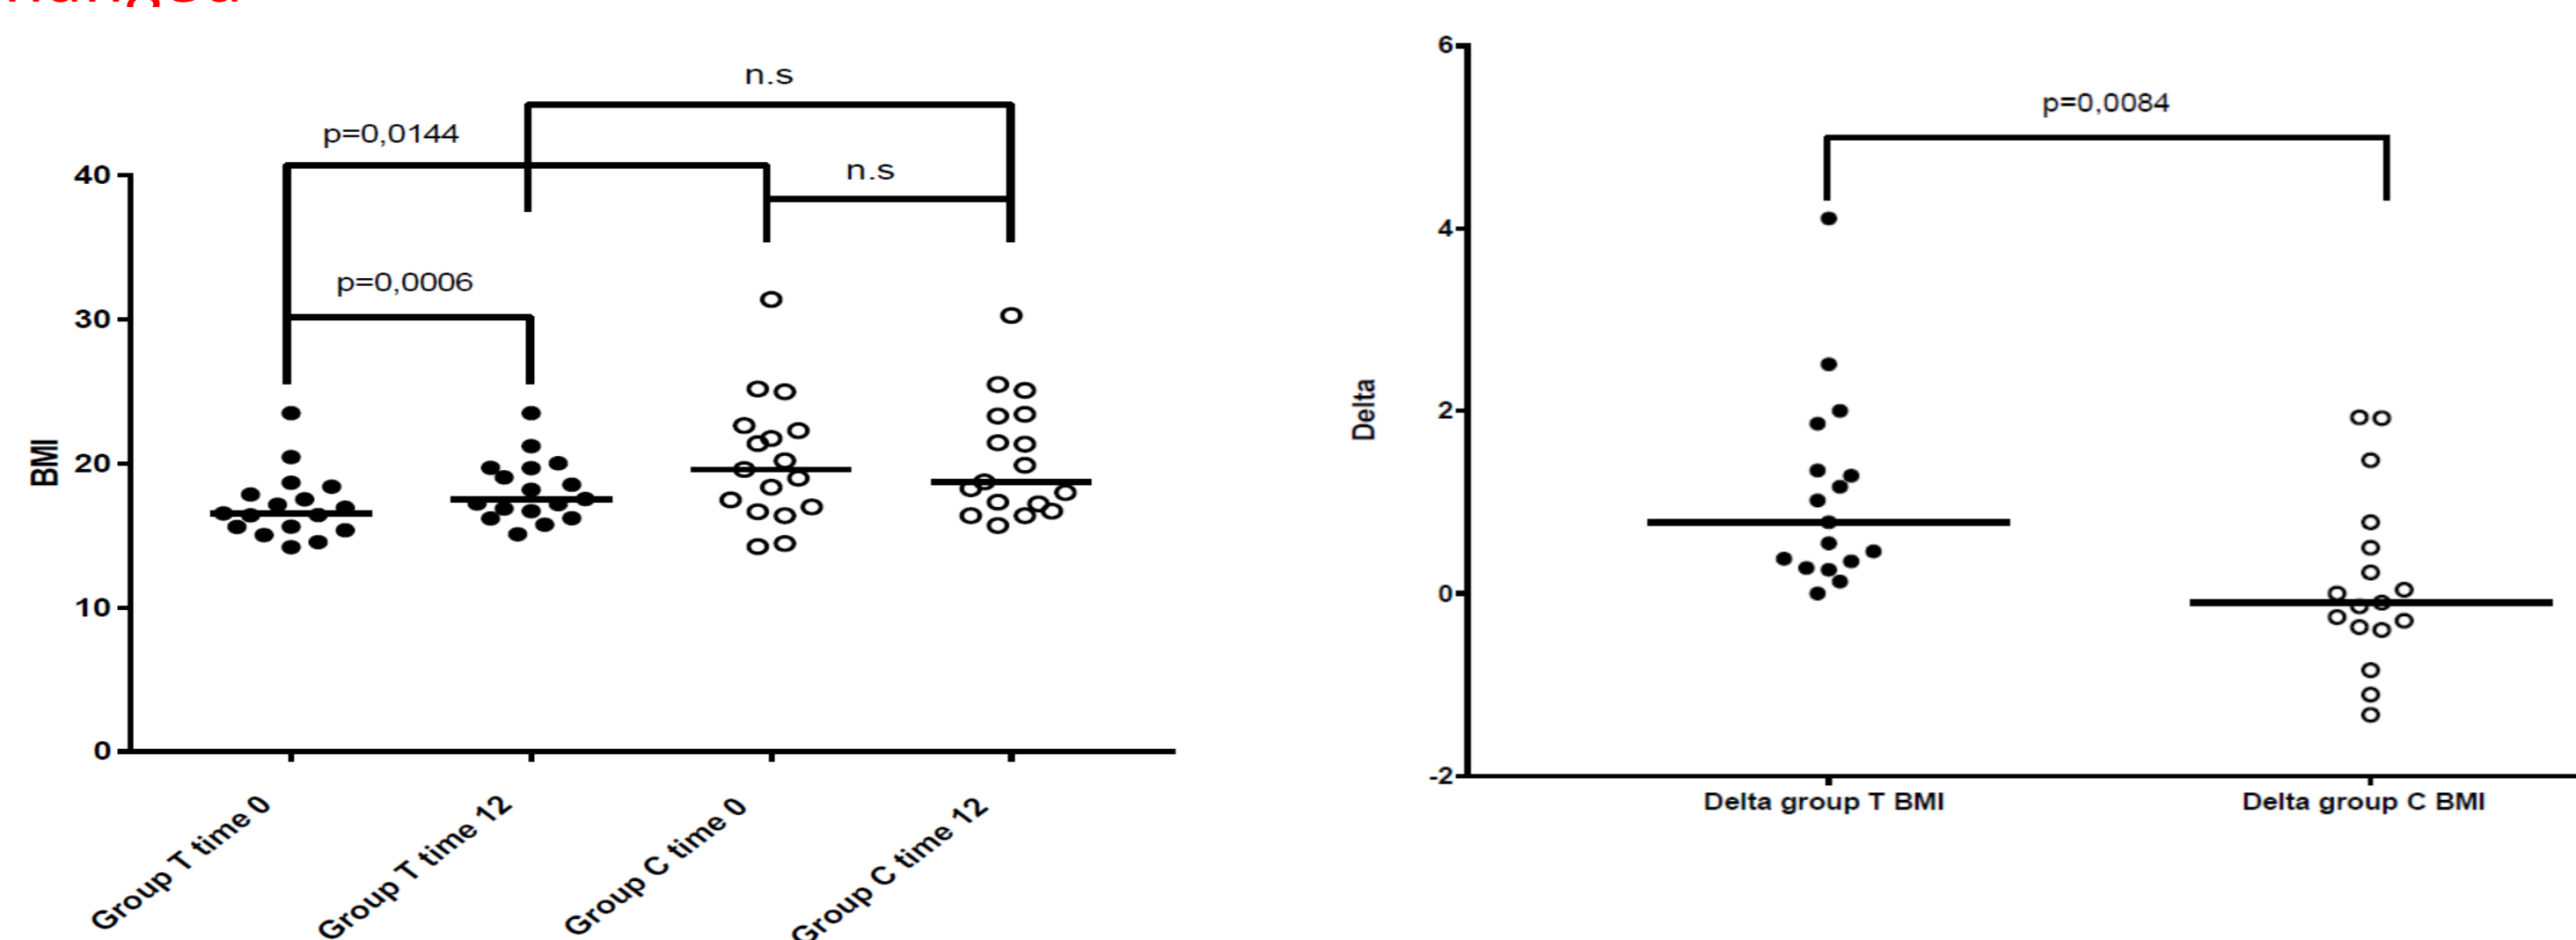 n.s
p=0,0144
n.s
p=0,0006
40
30
20
10
0
BMI
Group T time 0
Group T time 12
Group C time 0
Group C time 12
p=0,0084
6
4
2
0
-2
Delta
Delta group T BMI
Delta group C BMI